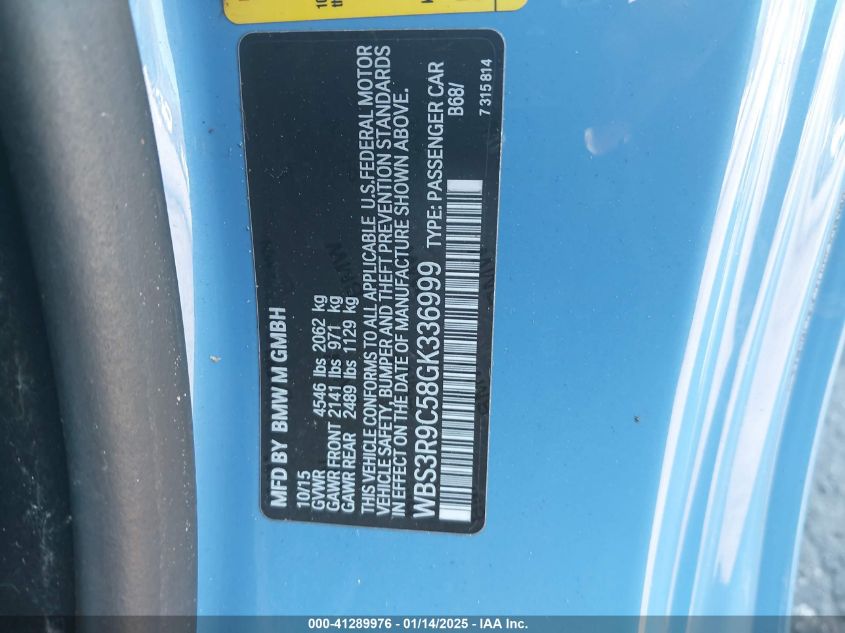 MFD BY BMW M GMBH
10/15
GVWR 4546 lbs 2062 kg
GAWR FRONT 2141 lbs 971 kg
GAWR REAR 2489 lbs 1129 kg
THIS VEHICLE CONFORMS TO ALL APPLICABLE U.S.FEDERAL MOTOR
VEHICLE SAFETY, BUMPER AND THEFT PREVENTION STANDARDS
IN EFFECT ON THE DATE OF MANUFACTURE SHOWN ABOVE.
WBS3R9C58GK336999 TYPE: PASSENGER CAR
B68/
7 315 814
000-41289976 - 01/14/2025 - IAA Inc.